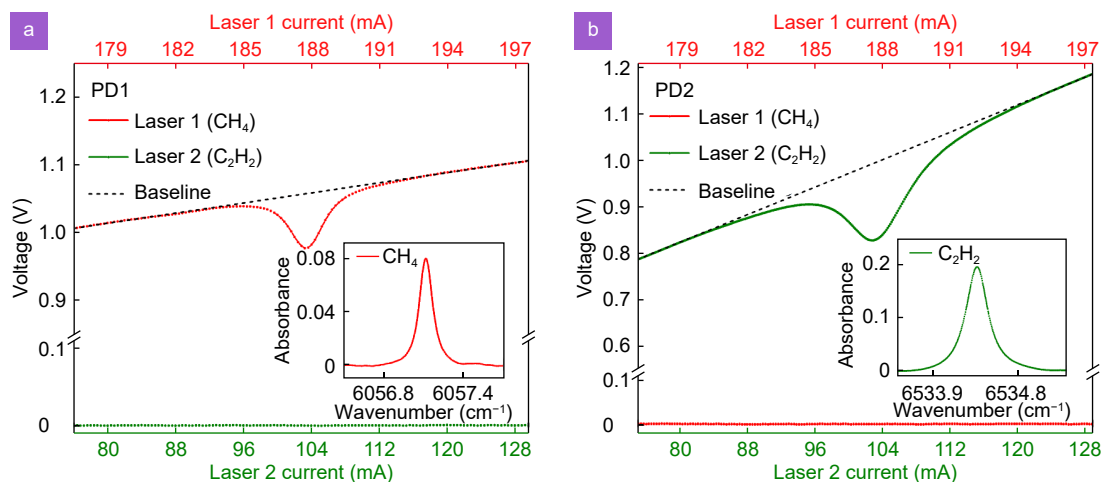 a
Laser 1 current (mA)
179 182 185 188 191 194 197
PD1
Laser 1 (CH₄)
Laser 2 (C₂H₂)
Baseline
Voltage (V)
1.2
1.1
1.0
0.9
0.1
0
CH₄
Absorbance
0.08
0.04
0
6056.8 6057.4
Wavenumber (cm⁻¹)
80 88 96 104 112 120 128
Laser 2 current (mA)
b
Laser 1 current (mA)
179 182 185 188 191 194 197
PD2
Laser 1 (CH₄)
Laser 2 (C₂H₂)
Baseline
Voltage (V)
1.2
1.1
1.0
0.9
0.8
0.7
0.6
0.1
0
C₂H₂
Absorbance
0.2
0.1
0
6533.9 6534.8
Wavenumber (cm⁻¹)
80 88 96 104 112 120 128
Laser 2 current (mA)